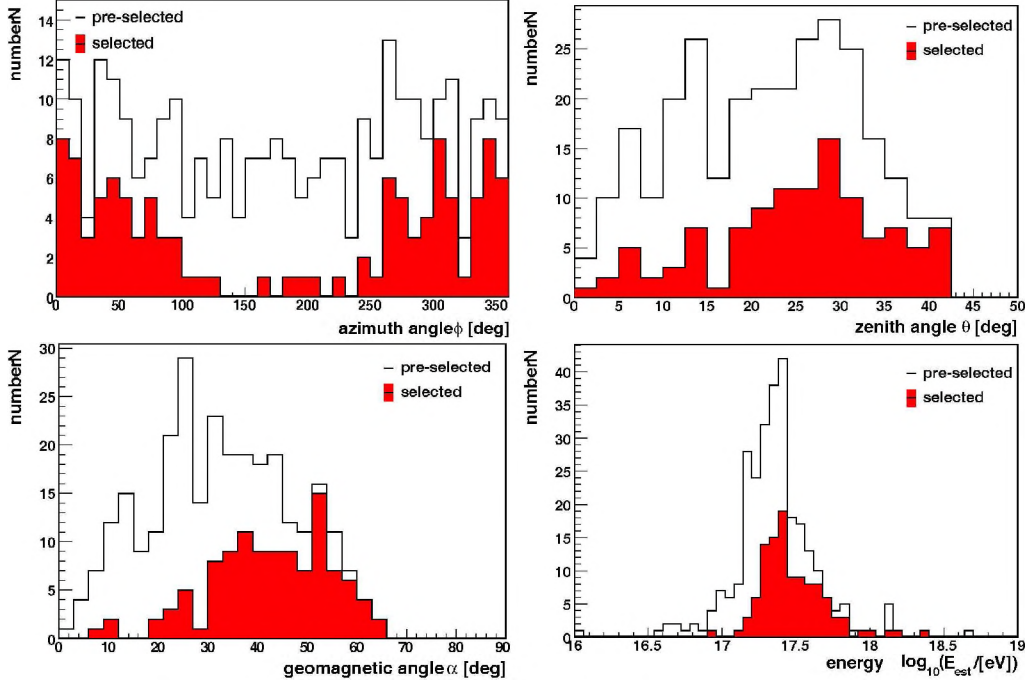 numberN
14
12
10
8
6
4
2
0
pre-selected
selected
0 50 100 150 200 250 300 350
azimuth angleϕ [deg]
numberN
25
20
15
10
5
0
pre-selected
selected
0 5 10 15 20 25 30 35 40 45 50
zenith angle θ [deg]
numberN
30
25
20
15
10
5
0
pre-selected
selected
0 10 20 30 40 50 60 70 80 90
geomagnetic angle α [deg]
numberN
40
35
30
25
20
15
10
5
0
pre-selected
selected
16 16.5 17 17.5 18 18.5 19
energy log10(Eest/[eV])